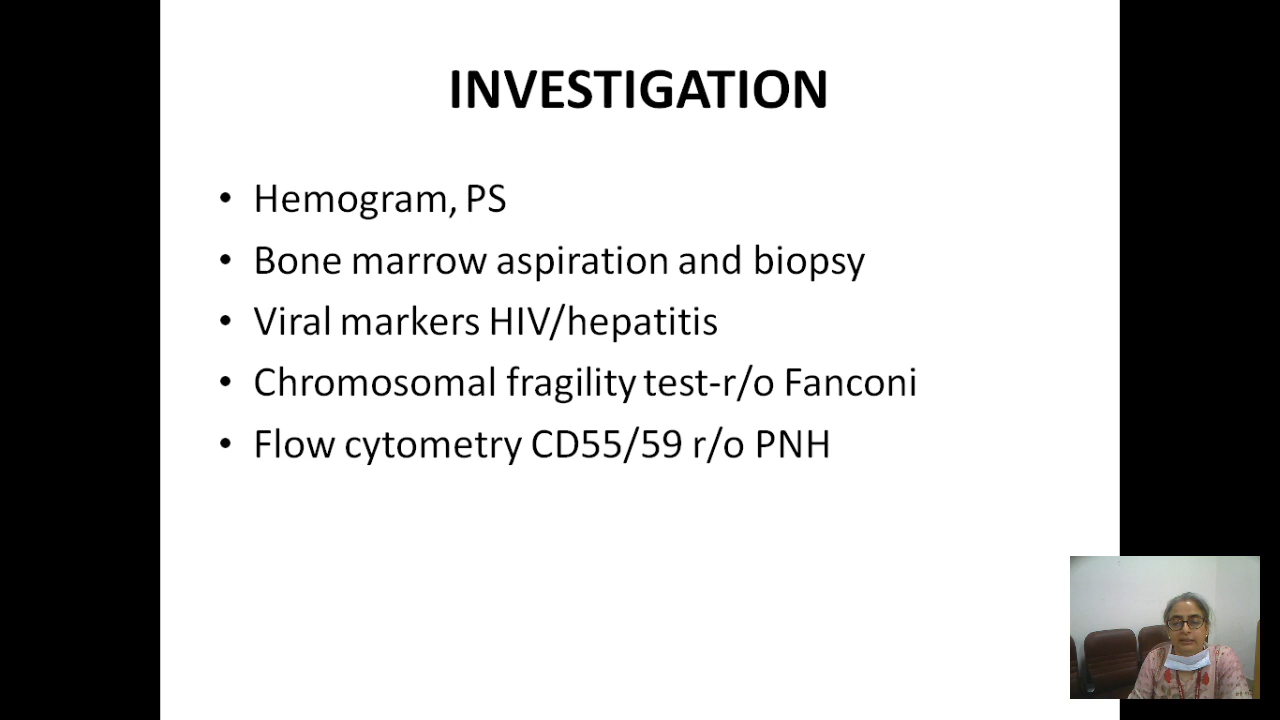 INVESTIGATION
• Hemogram, PS
• Bone marrow aspiration and biopsy
• Viral markers HIV/hepatitis
• Chromosomal fragility test-r/o Fanconi
• Flow cytometry CD55/59 r/o PNH